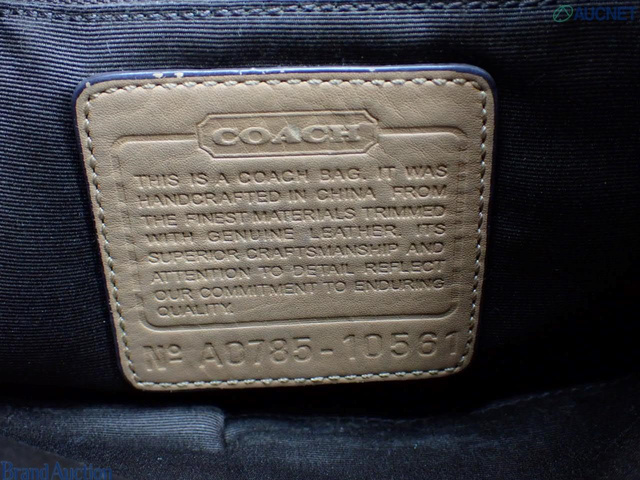 AUCNET
COACH
THIS IS A COACH BAG. IT WAS
HANDCRAFTED IN CHINA FROM
THE FINEST MATERIALS TRIMMED
WITH GENUINE LEATHER. ITS
SUPERIOR CRAFTSMANSHIP AND
ATTENTION TO DETAIL REFLECT
OUR COMMITMENT TO ENDURING
QUALITY.
Nº AO785-10561
Brand Auction